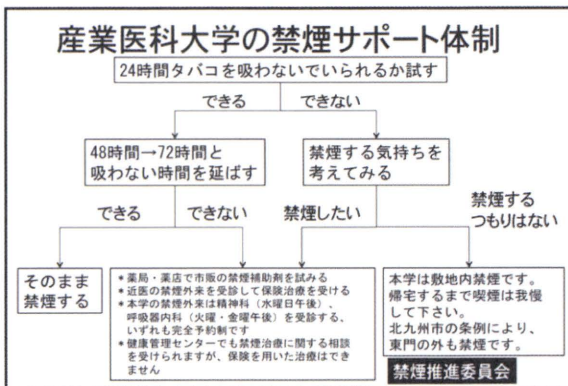 産業医科大学の禁煙サポート体制
24時間タバコを吸わないでいられるか試す
できる
できない
48時間→72時間と
吸わない時間を延ばす
禁煙する気持ちを
考えてみる
できる
できない
禁煙したい
禁煙する
つもりはない
そのまま
禁煙する
*薬局・薬店で市販の禁煙補助剤を試みる
*近医の禁煙外来を受診して保険治療を受ける
*本学の禁煙外来は精神科（水曜日午後）、
呼吸器内科（火曜・金曜午後）を受診する、
いずれも完全予約制です
*健康管理センターでも禁煙治療に関する相談
を受けられますが、保険を用いた治療はでき
ません
本学は敷地内禁煙です。
帰宅するまで喫煙は我慢
して下さい。
北九州市の条例により、
東門の外も禁煙です。
禁煙推進委員会